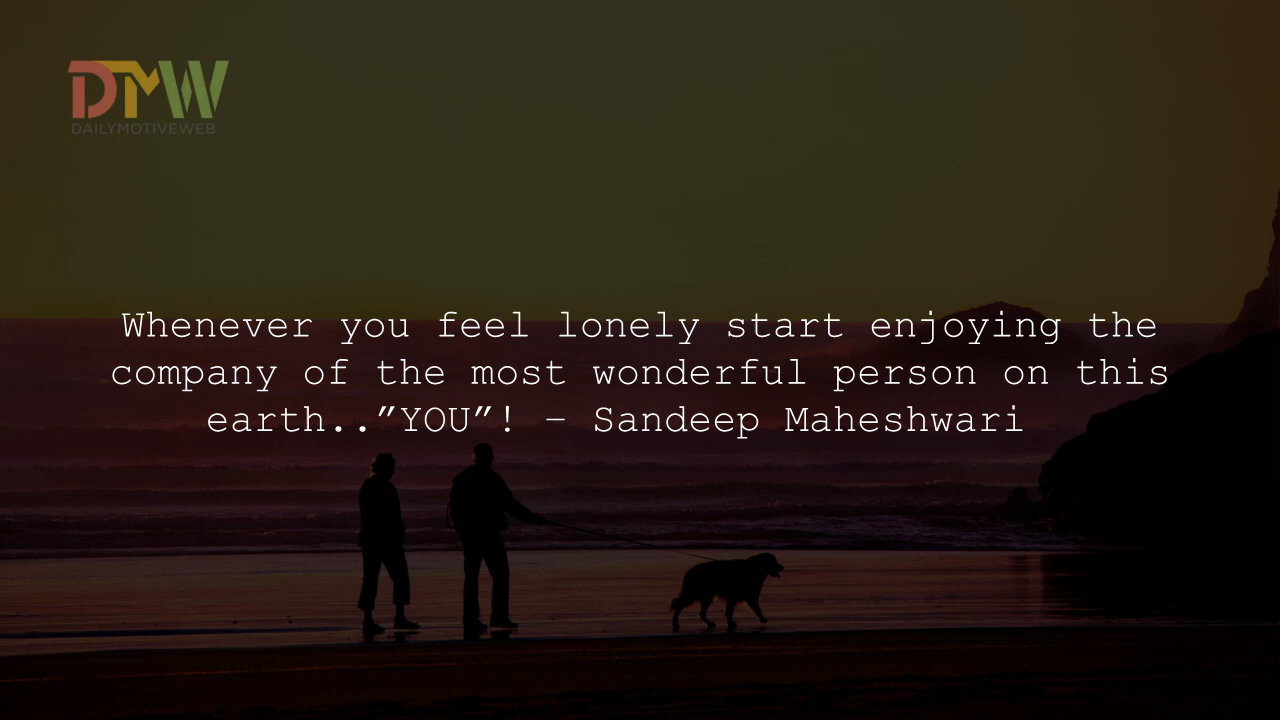 DTMW
DAILYMOTIVEWEB
Whenever you feel lonely start enjoying the
company of the most wonderful person on this
earth..”YOU”! – Sandeep Maheshwari